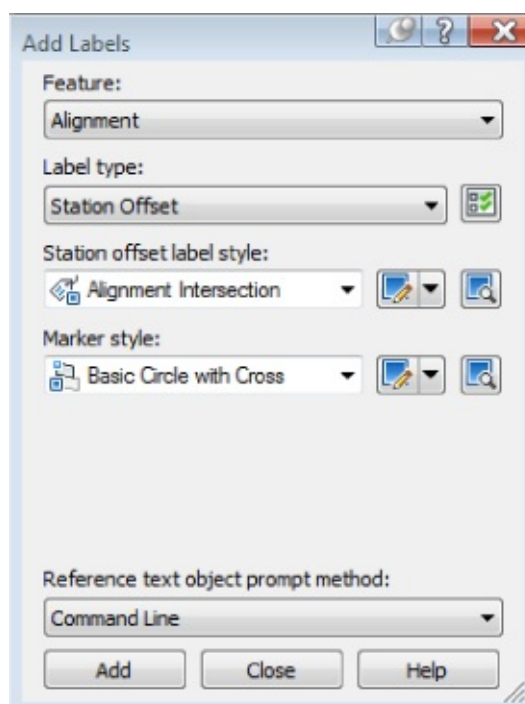 Add Labels
?
Feature:
Alignment
Label type:
Station Offset
Station offset label style:
Alignment Intersection
Marker style:
Basic Circle with Cross
Reference text object prompt method:
Command Line
Add Close Help